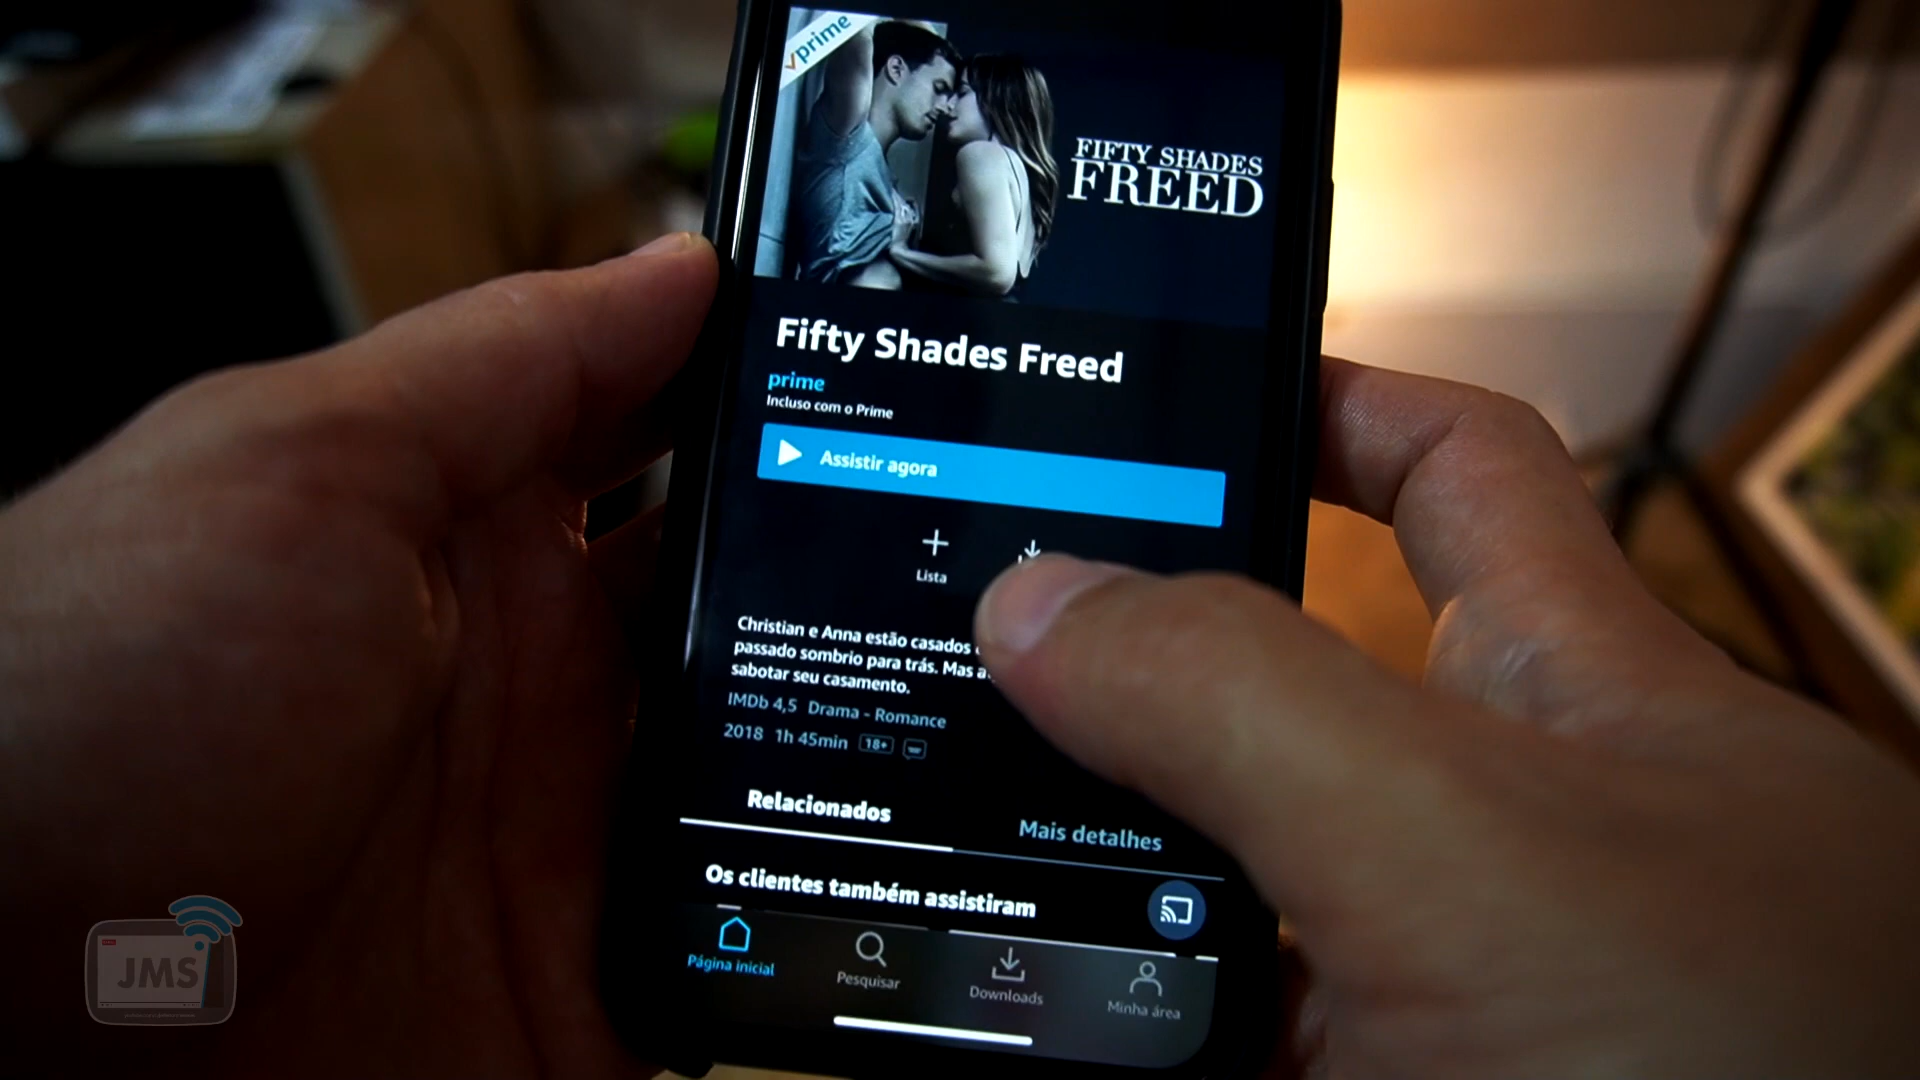 prime
FIFTY SHADES
FREED
Fifty Shades Freed
prime
Incluso com o Prime
Assistir agora
Lista
Christian e Anna estão casados
passado sombrio para trás. Mas
sabotar seu casamento.
IMDb 4,5 Drama - Romance
2018 1h 45min 18+
Relacionados
Mais detalhes
Os clientes também assistiram
Página inicial
Pesquisar
Downloads
Minha área
JMS